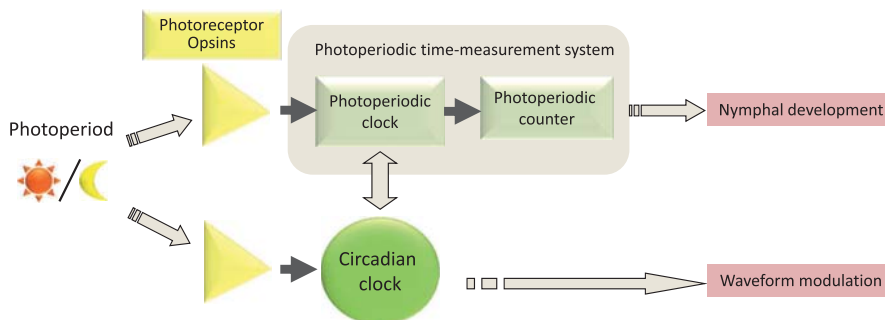 Photoreceptor
Opsins
Photoperiodic time-measurement system
Photoperiodic
clock
Photoperiodic
counter
Nymphal development
Photoperiod
Circadian
clock
Waveform modulation